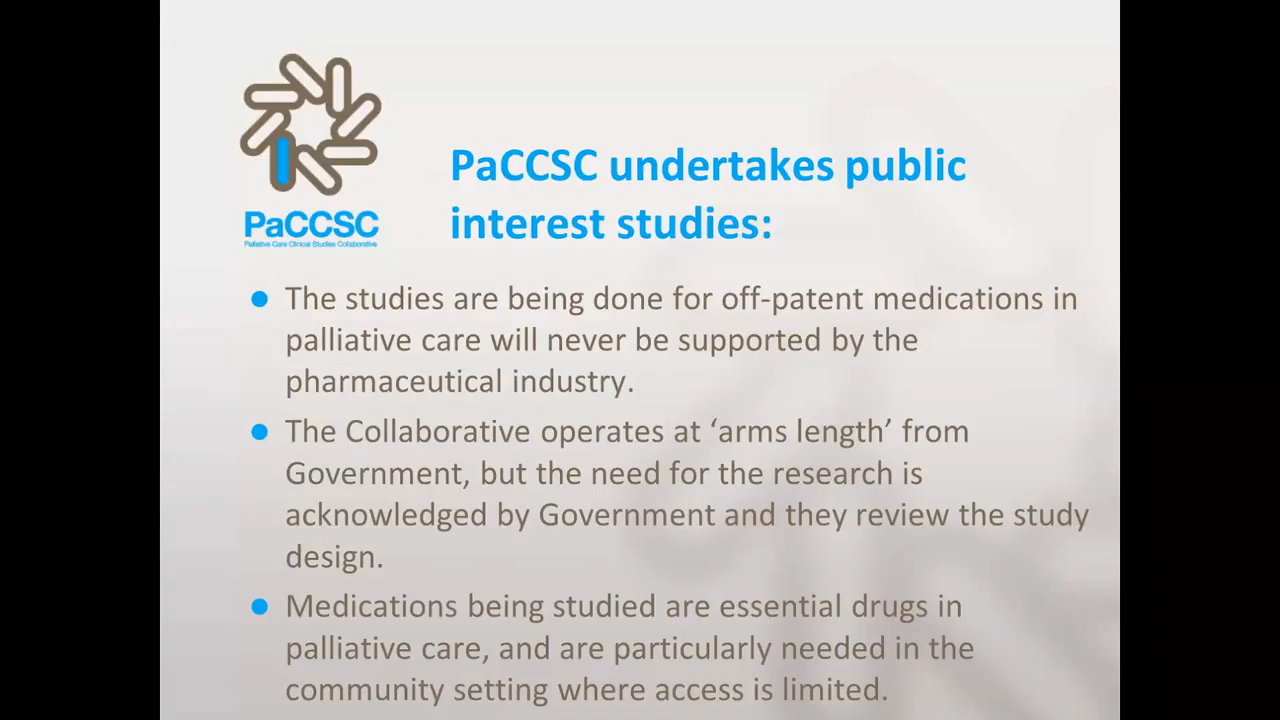 PaCCSC
Palliative Care Clinical Studies Collaborative
PaCCSC undertakes public
interest studies:
The studies are being done for off-patent medications in
palliative care will never be supported by the
pharmaceutical industry.
The Collaborative operates at ‘arms length’ from
Government, but the need for the research is
acknowledged by Government and they review the study
design.
Medications being studied are essential drugs in
palliative care, and are particularly needed in the
community setting where access is limited.